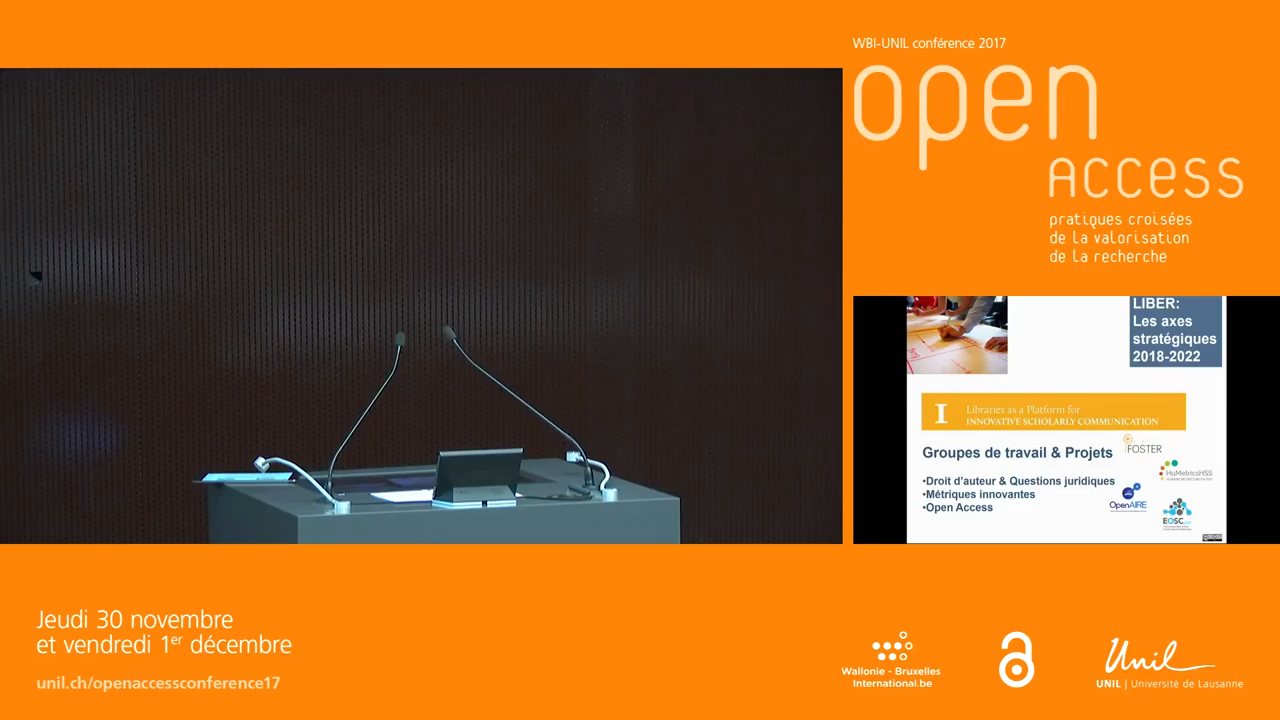 WBI-UNIL conférence 2017
open
access
pratiques croisées
de la valorisation
de la recherche
LIBER:
Les axes
stratégiques
2018-2022
I
Libraries as a Platform for
INNOVATIVE SCHOLARLY COMMUNICATION
Groupes de travail & Projets
FOSTER
•Droit d'auteur & Questions juridiques
•Métriques innovantes
•Open Access
HuMetricsHSS
OpenAIRE
EOSC
Jeudi 30 novembre
et vendredi 1er décembre
unil.ch/openaccessconference17
Wallonie - Bruxelles
International.be
Unil
UNIL | Université de Lausanne